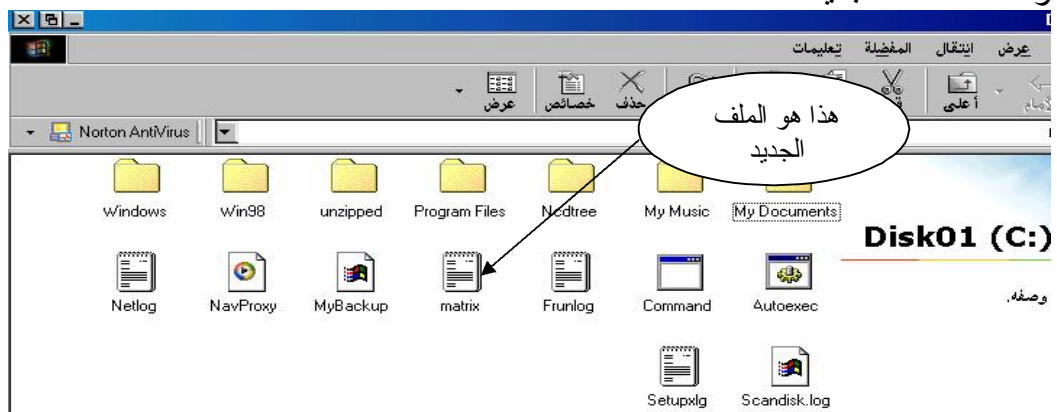 عرض انتقال المفضلة تعليمات
أعلى حذف خصائص عرض
Norton AntiVirus
هذا هو الملف
الجديد
My Documents My Music Ncdtree Program Files unzipped Win98 Windows
Disk01 (C:)
Autoexec Command Frunlog matrix MyBackup NavProxy Netlog
وصفه.
Scandisk.log Setupxlg